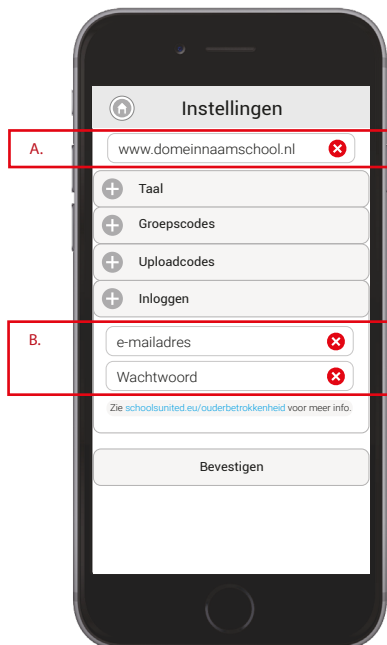 Instellingen
A.
www.domeinnaamschool.nl
Taal
Groepscodes
Uploadcodes
Inloggen
B.
e-mailadres
Wachtwoord
Zie schoolsunited.eu/ouderbetrokkenheid voor meer info.
Bevestigen